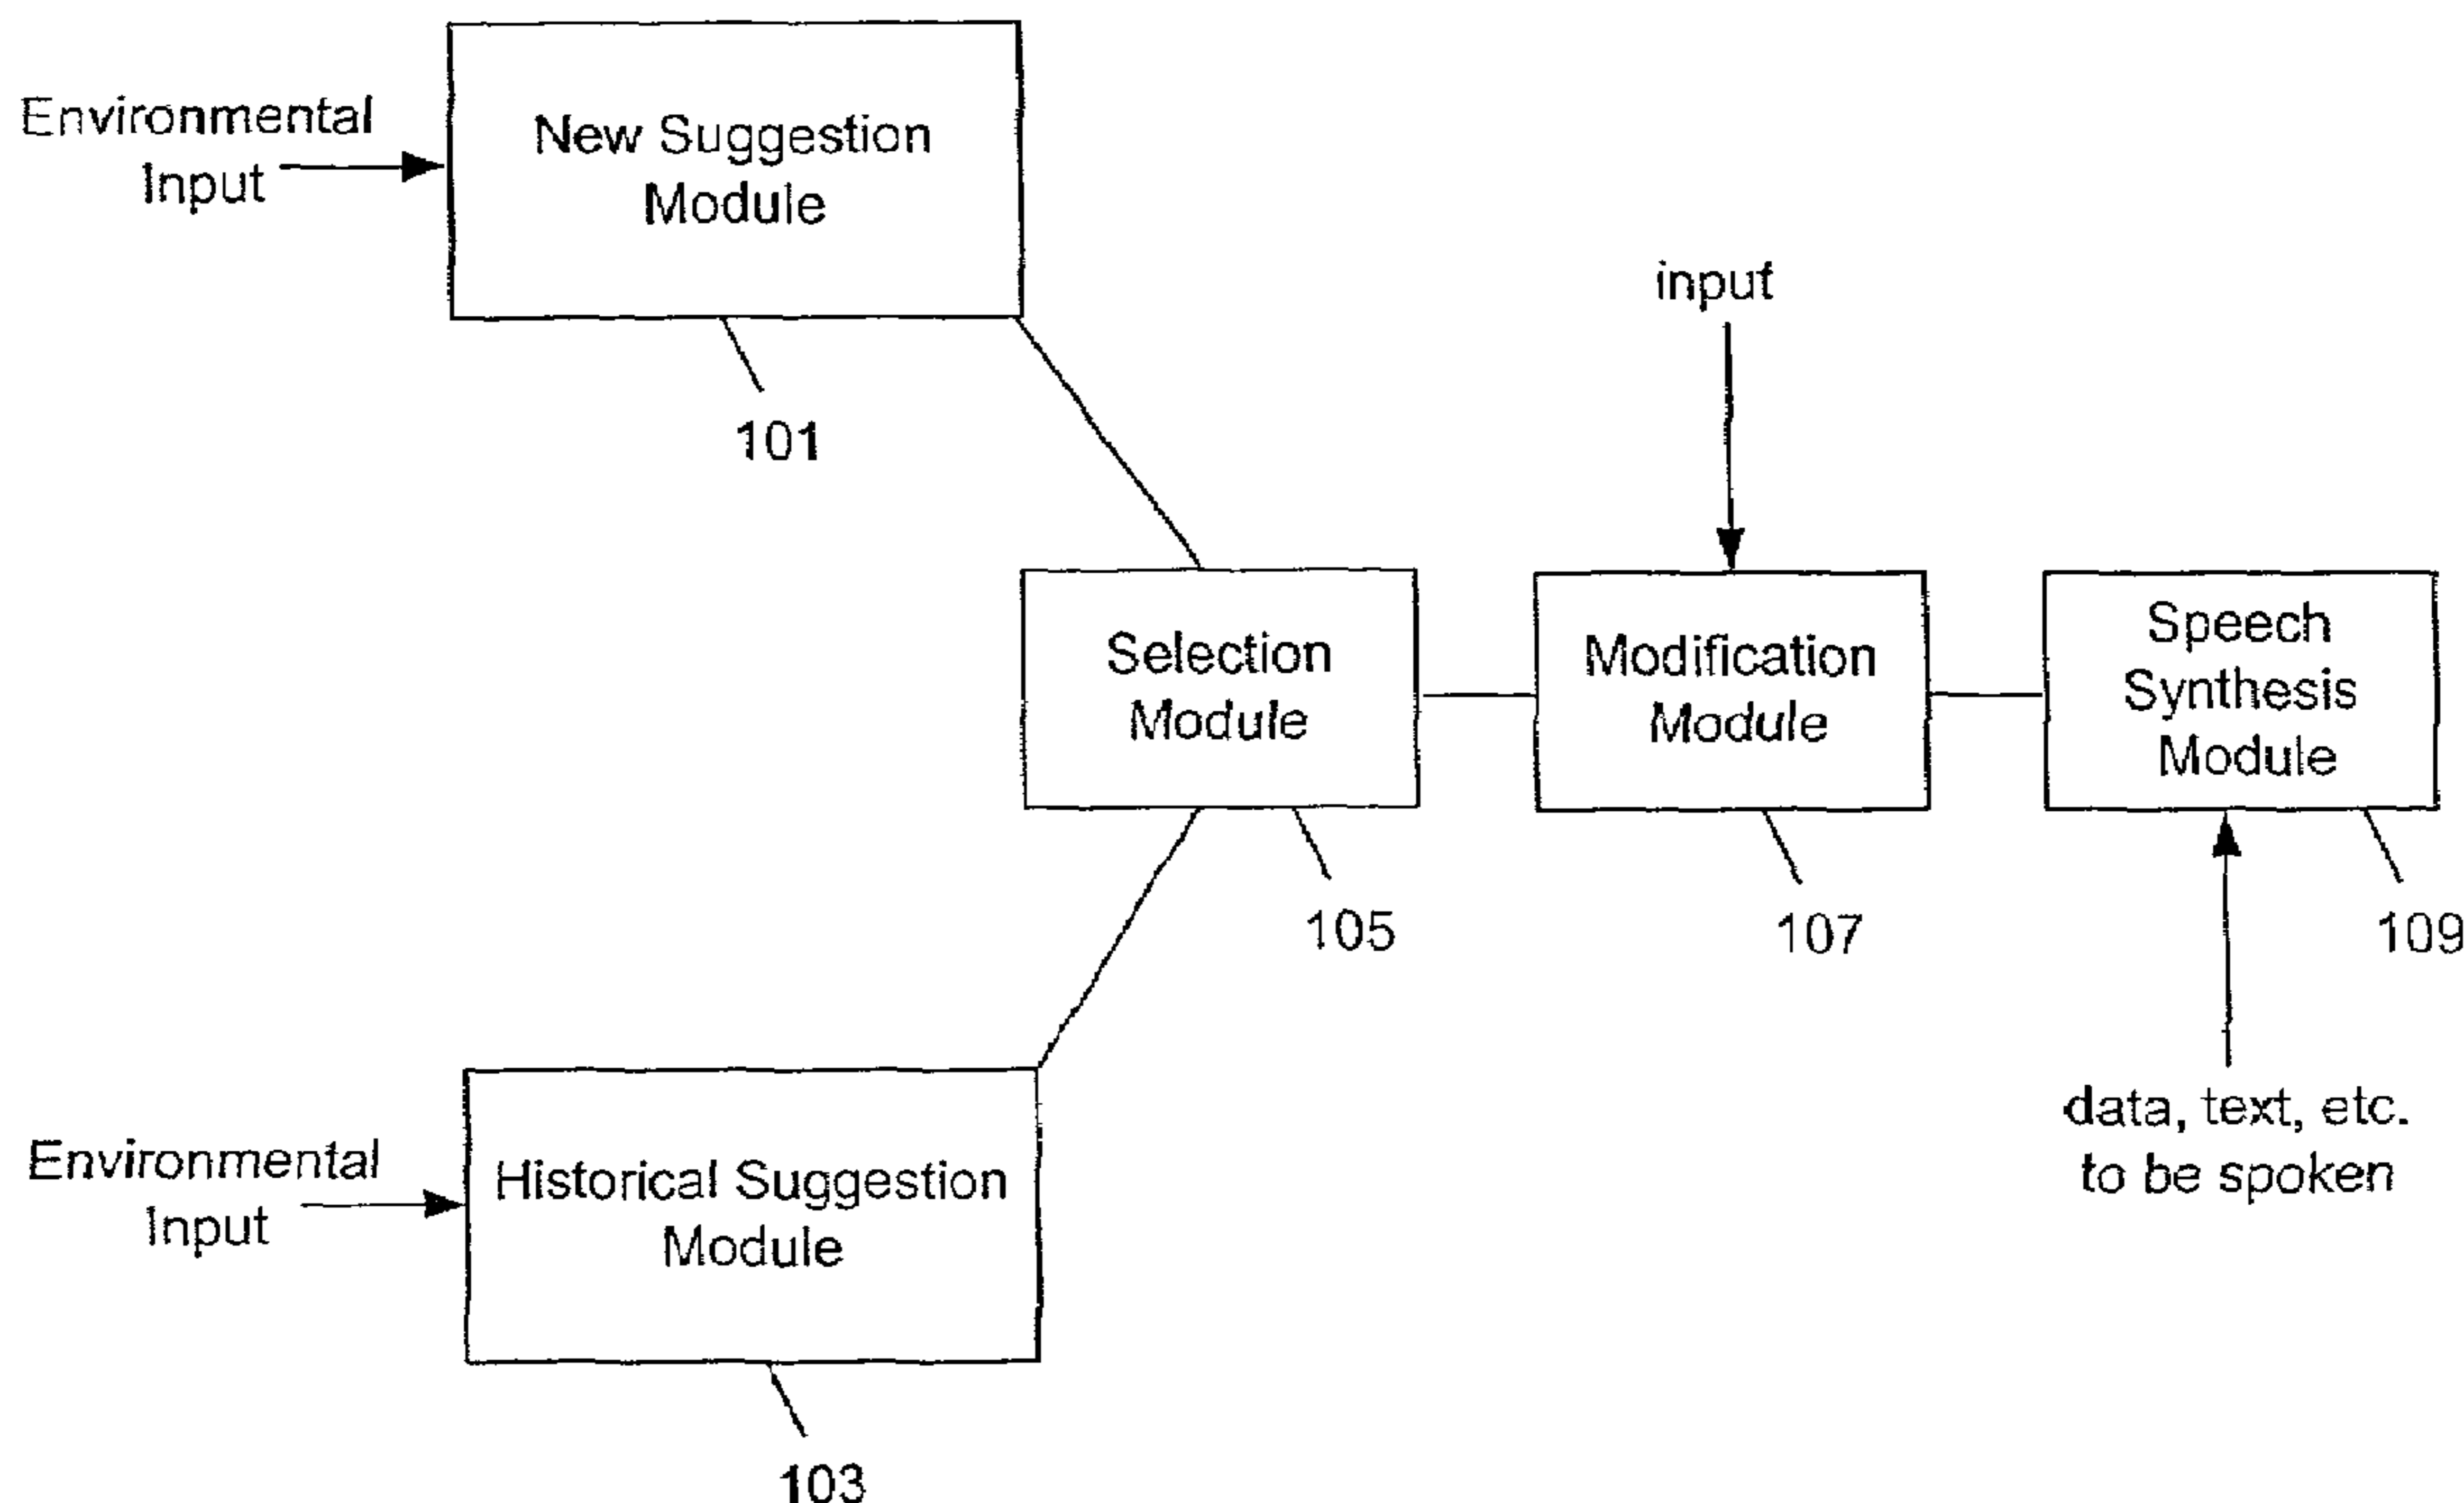 Environmental
Input
New Suggestion
Module
101
input
Selection
Module
105
Modification
Module
107
Speech
Synthesis
Module
109
data, text, etc.
to be spoken
Environmental
Input
Historical Suggestion
Module
103